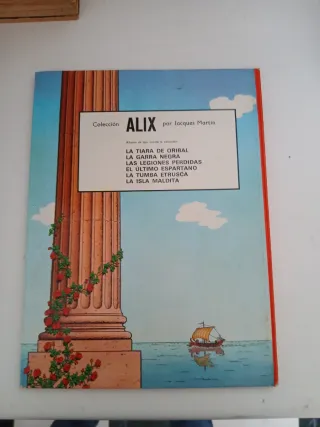 Colección ALIX por Jacques Martin
LA TIARA DE ORIBAL
LA GARRA NEGRA
LAS LEGIONES PERDIDAS
EL ÚLTIMO ESPARTANO
LA TUMBA ETRUSCA
LA ISLA MALDITA